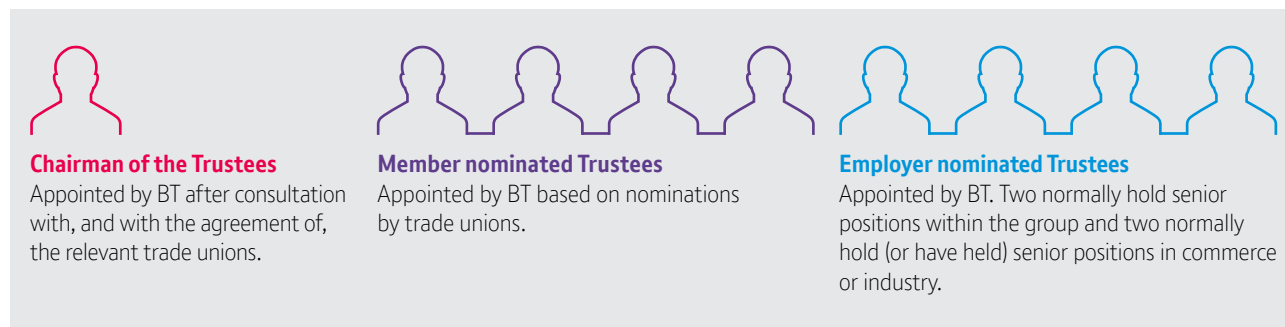 Chairman of the Trustees
Appointed by BT after consultation
with, and with the agreement of,
the relevant trade unions.
Member nominated Trustees
Appointed by BT based on nominations
by trade unions.
Employer nominated Trustees
Appointed by BT. Two normally hold senior
positions within the group and two normally
hold (or have held) senior positions in commerce
or industry.